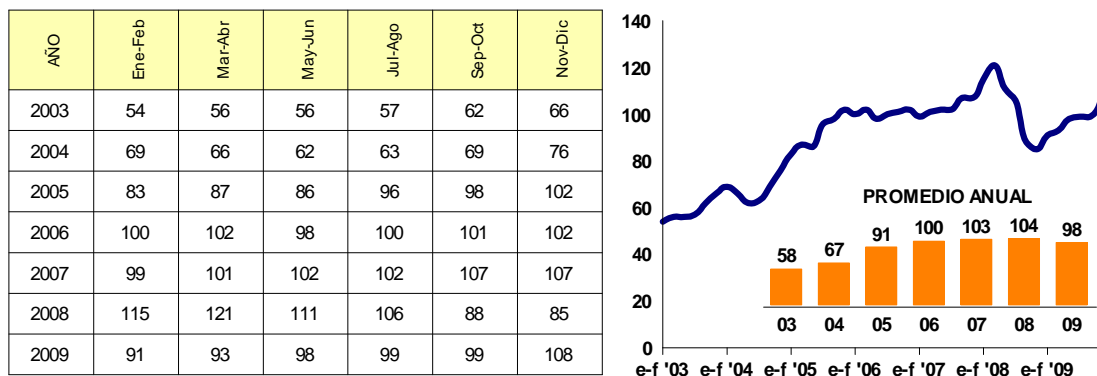 AÑO Ene-Feb Mar-Abr May-Jun Jul-Ago Sep-Oct Nov-Dic
2003 54 56 56 57 62 66
2004 69 66 62 63 69 76
2005 83 87 86 96 98 102
2006 100 102 98 100 101 102
2007 99 101 102 102 107 107
2008 115 121 111 106 88 85
2009 91 93 98 99 99 108
140
120
100
80
60
40
20
0
PROMEDIO ANUAL
58 67 91 100 103 104 98
03 04 05 06 07 08 09
e-f '03 e-f '04 e-f '05 e-f '06 e-f '07 e-f '08 e-f '09